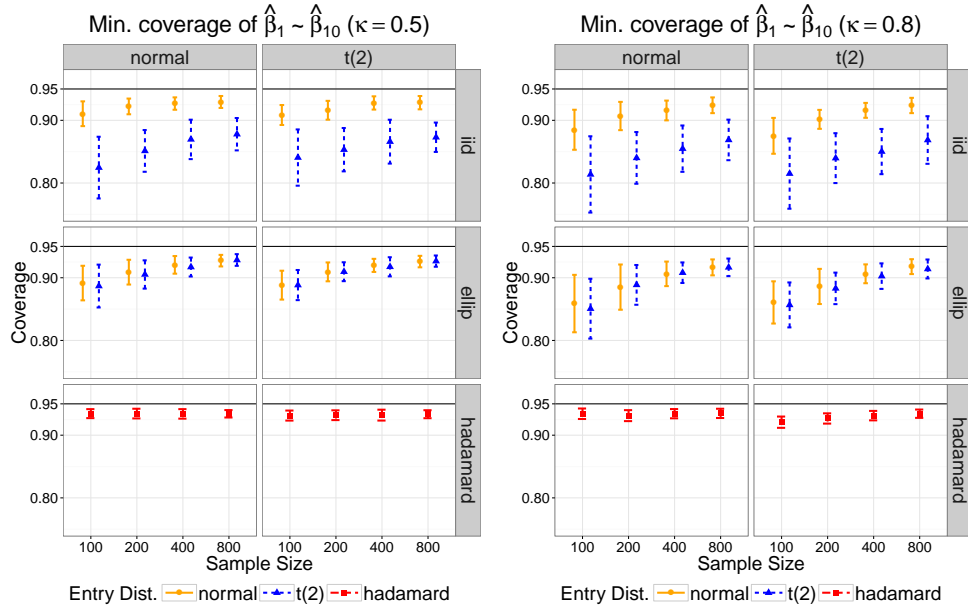 Min. coverage of β̂₁ ~ β̂₁₀ (κ = 0.5)
normal
t(2)
0.95
0.90
0.80
iid
0.95
0.90
0.80
ellip
0.95
0.90
0.80
hadamard
Coverage
100 200 400 800
100 200 400 800
Sample Size
Entry Dist. normal t(2) hadamard
Min. coverage of β̂₁ ~ β̂₁₀ (κ = 0.8)
normal
t(2)
0.95
0.90
0.80
iid
0.95
0.90
0.80
ellip
0.95
0.90
0.80
hadamard
Coverage
100 200 400 800
100 200 400 800
Sample Size
Entry Dist. normal t(2) hadamard